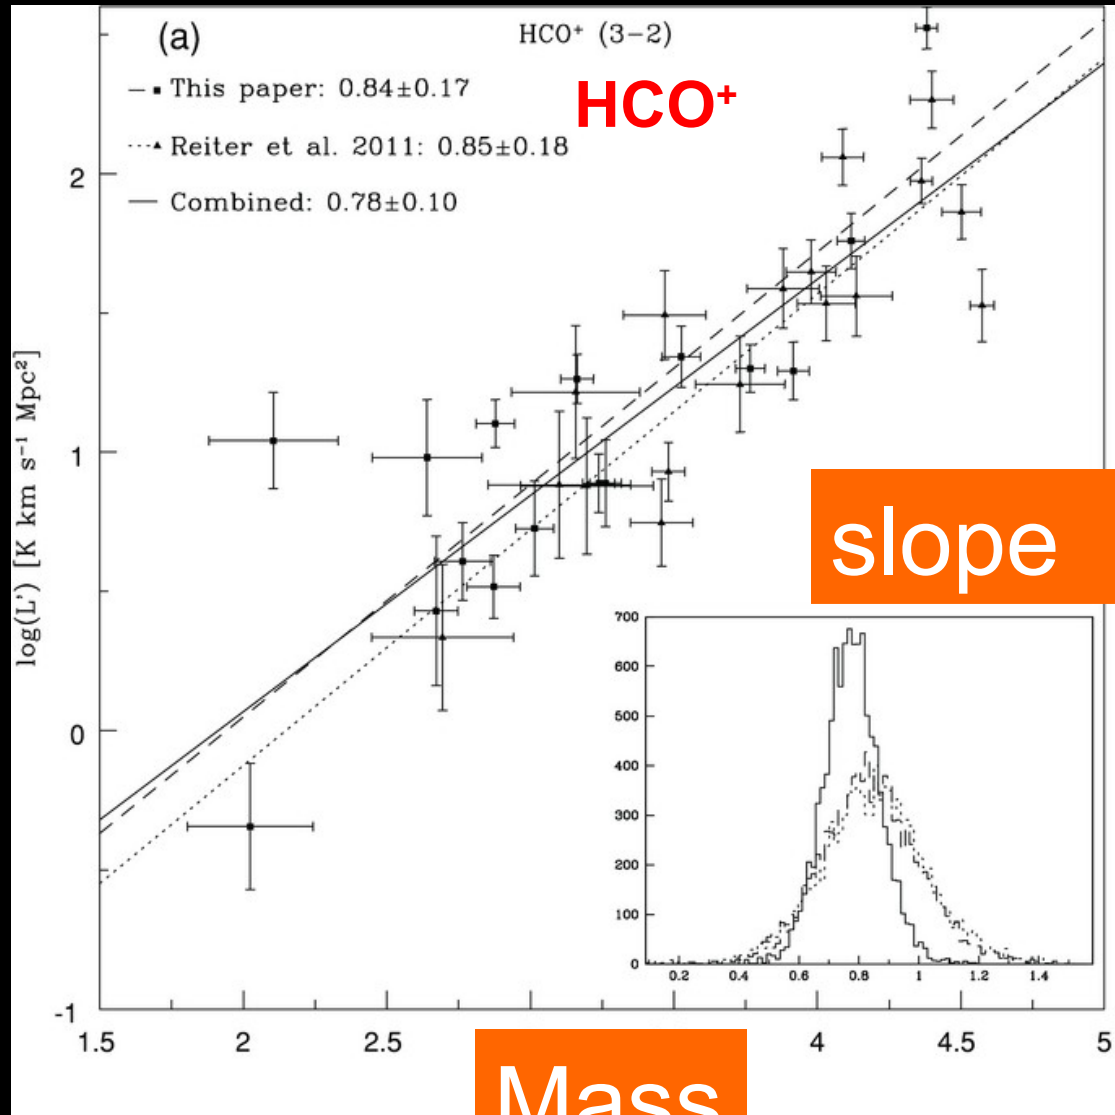 (a)
HCO⁺ (3−2)
HCO⁺
This paper: 0.84±0.17
Reiter et al. 2011: 0.85±0.18
Combined: 0.78±0.10
log(L') [K km s⁻¹ Mpc²]
2
1
0
-1
slope
700
600
500
400
300
200
100
0
0.2 0.4 0.6 0.8 1 1.2 1.4
1.5 2 2.5 4 4.5 5
Mass